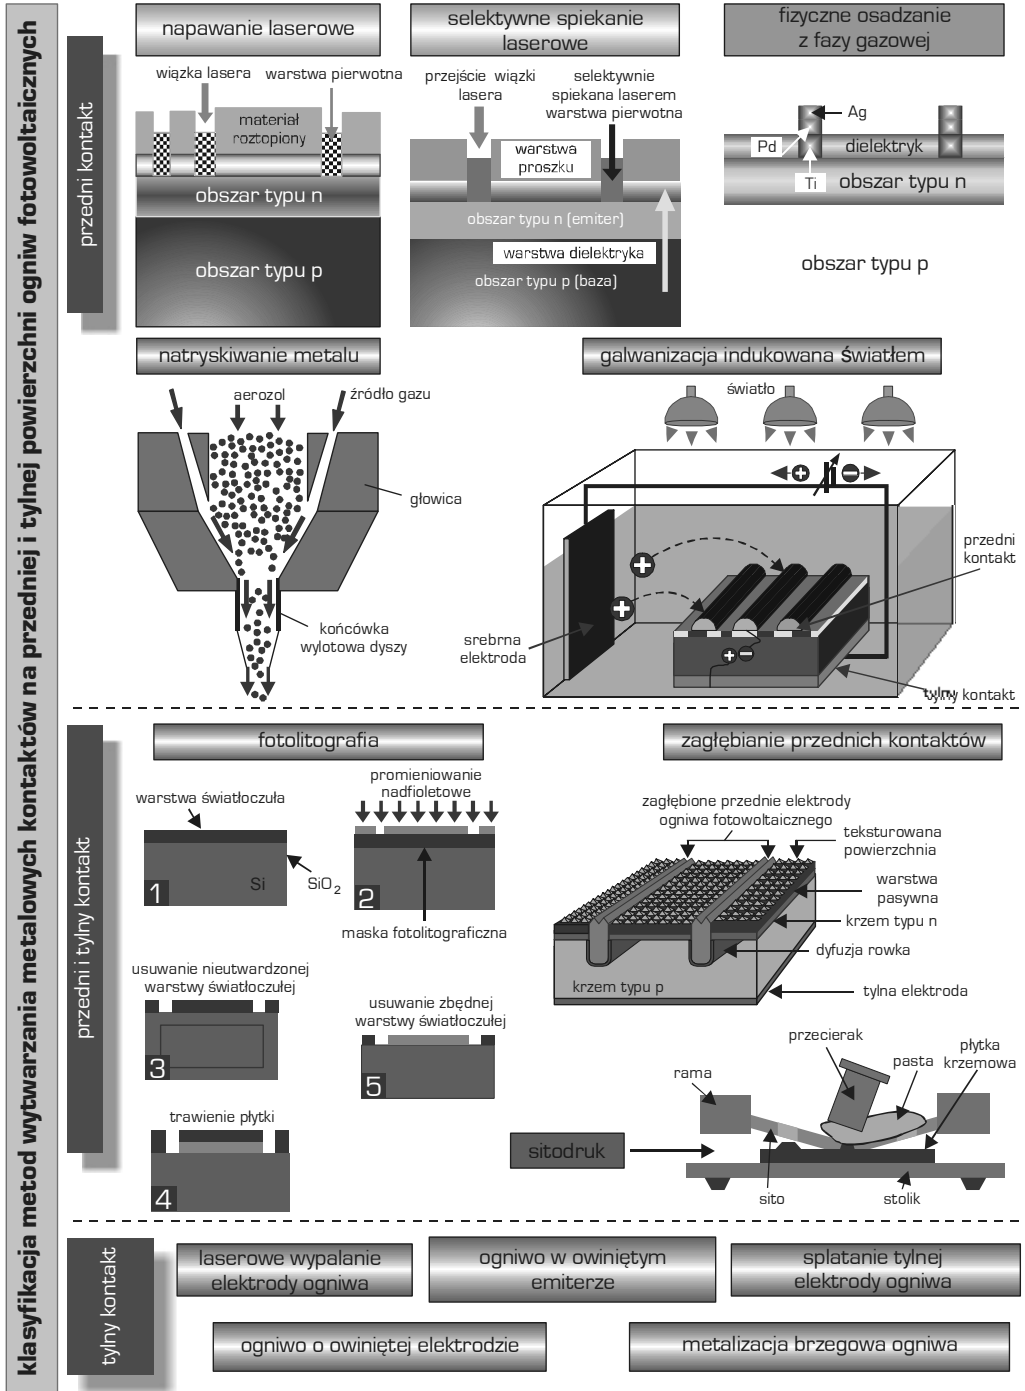 klasyfikacja metod wytwarzania metalowych kontaktów na przedniej i tylnej powierzchni ogniw fotowoltaicznych
przedni kontakt
napawanie laserowe
wiązka lasera
warstwa pierwotna
materiał
roztopiony
obszar typu n
obszar typu p
selektywne spiekanie
laserowe
przejście wiązki
lasera
selektywnie
spiekana laserem
warstwa pierwotna
warstwa
proszku
obszar typu n (emiter)
warstwa dielektryka
obszar typu p (baza)
fizyczne osadzanie
z fazy gazowej
Ag
Pd
dielektryk
Ti
obszar typu n
obszar typu p
natryskiwanie metalu
aerozol
źródło gazu
głowica
końcówka
wylotowa dyszy
galwanizacja indukowana światłem
światło
przedni
kontakt
srebrna
elektroda
tylny kontakt
przedni i tylny kontakt
fotolitografia
warstwa światłoczuła
Si
SiO2
1
promieniowanie
nadfioletowe
2
maska fotolitograficzna
usuwanie nieutwardzonej
warstwy światłoczułej
3
usuwanie zbędnej
warstwy światłoczułej
5
trawienie płytki
4
zagłębianie przednich kontaktów
zagłębione przednie elektrody
ogniwa fotowoltaicznego
teksturowana
powierzchnia
warstwa
pasywna
krzem typu n
dyfuzja rowka
krzem typu p
tylna elektroda
sitodruk
przecierak
pasta
płytka
krzemowa
rama
sito
stolik
tylny kontakt
laserowe wypalanie
elektrody ogniwa
ogniwo w owiniętym
emiterze
splatanie tylnej
elektrody ogniwa
ogniwo o owiniętej elektrodzie
metalizacja brzegowa ogniwa